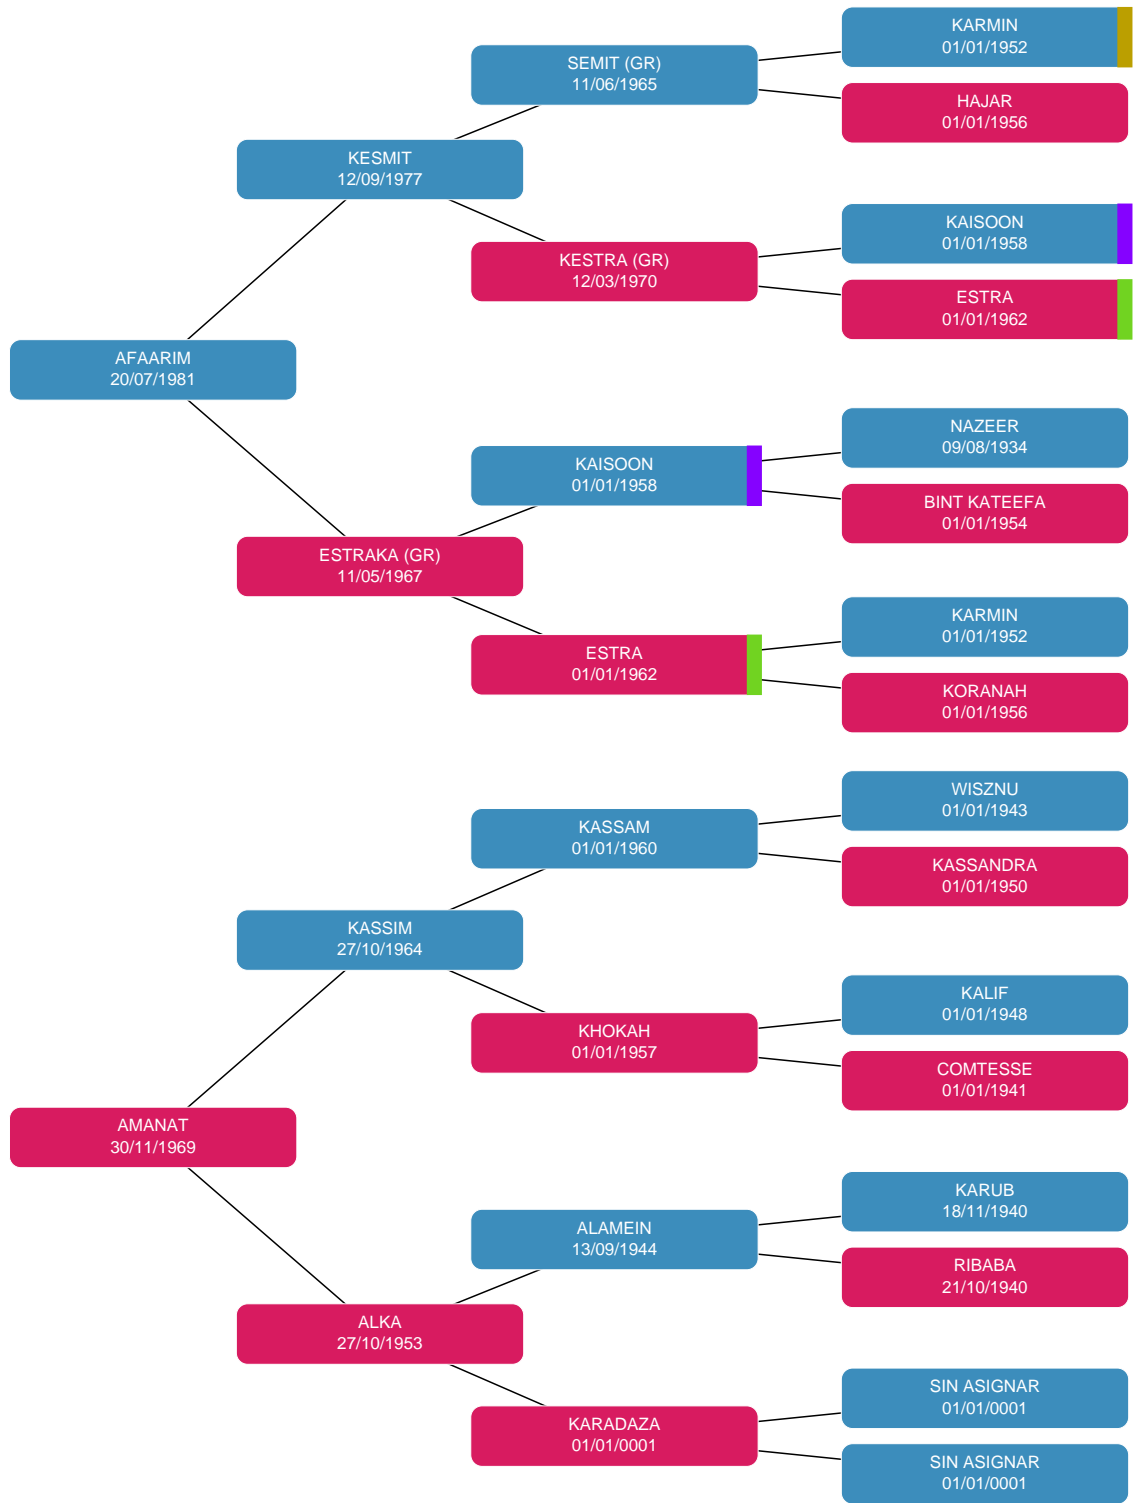 KARMIN
01/01/1952
SEMIT (GR)
11/06/1965
HAJAR
01/01/1956
KESMIT
12/09/1977
KAISOON
01/01/1958
KESTRA (GR)
12/03/1970
ESTRA
01/01/1962
AFAARIM
20/07/1981
NAZEER
09/08/1934
KAISOON
01/01/1958
BINT KATEEFA
01/01/1954
ESTRAKA (GR)
11/05/1967
KARMIN
01/01/1952
ESTRA
01/01/1962
KORANAH
01/01/1956
WISZNU
01/01/1943
KASSAM
01/01/1960
KASSANDRA
01/01/1950
KASSIM
27/10/1964
KALIF
01/01/1948
KHOKAH
01/01/1957
COMTESSE
01/01/1941
AMANAT
30/11/1969
KARUB
18/11/1940
ALAMEIN
13/09/1944
RIBABA
21/10/1940
ALKA
27/10/1953
SIN ASIGNAR
01/01/0001
KARADAZA
01/01/0001
SIN ASIGNAR
01/01/0001